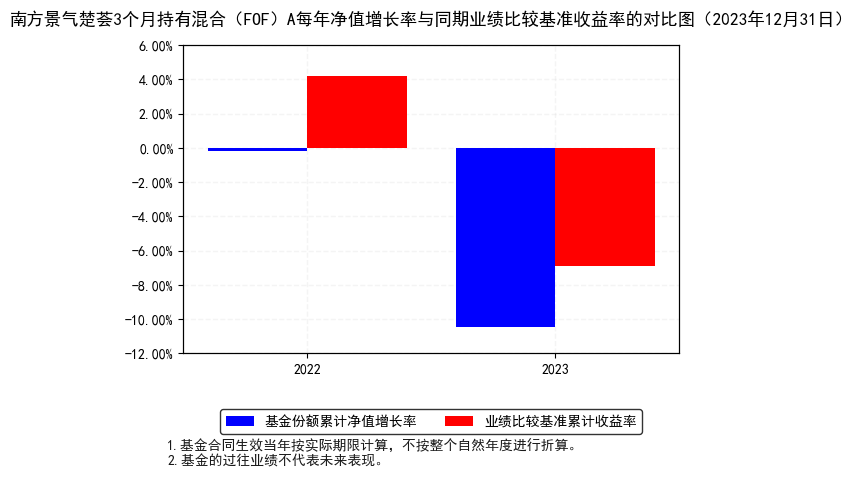 南方景气楚荟3个月持有混合（FOF）A每年净值增长率与同期业绩比较基准收益率的对比图（2023年12月31日）
6.00%
4.00%
2.00%
0.00%
-2.00%
-4.00%
-6.00%
-8.00%
-10.00%
-12.00%
2022 2023
基金份额累计净值增长率 业绩比较基准累计收益率
1.基金合同生效当年按实际期限计算，不按整个自然年度进行折算。
2.基金的过往业绩不代表未来表现。